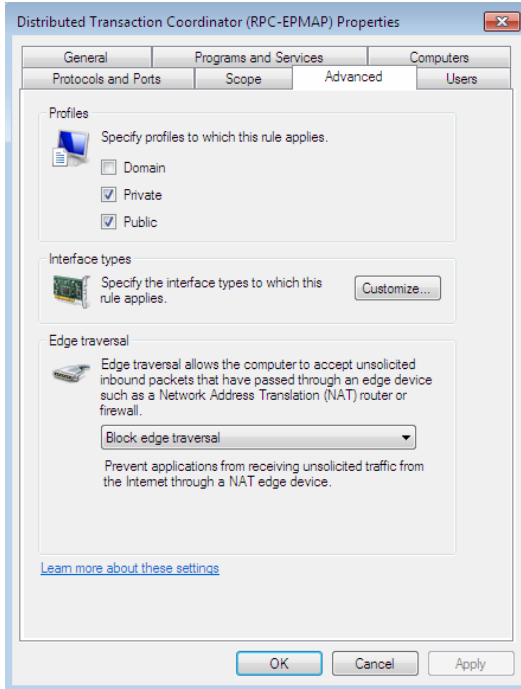 Distributed Transaction Coordinator (RPC-EPMAP) Properties
General
Programs and Services
Computers
Protocols and Ports
Scope
Advanced
Users
Profiles
Specify profiles to which this rule applies.
Domain
Private
Public
Interface types
Specify the interface types to which this
rule applies.
Customize...
Edge traversal
Edge traversal allows the computer to accept unsolicited
inbound packets that have passed through an edge device
such as a Network Address Translation (NAT) router or
firewall.
Block edge traversal
Prevent applications from receiving unsolicited traffic from
the Internet through a NAT edge device.
Learn more about these settings
OK
Cancel
Apply